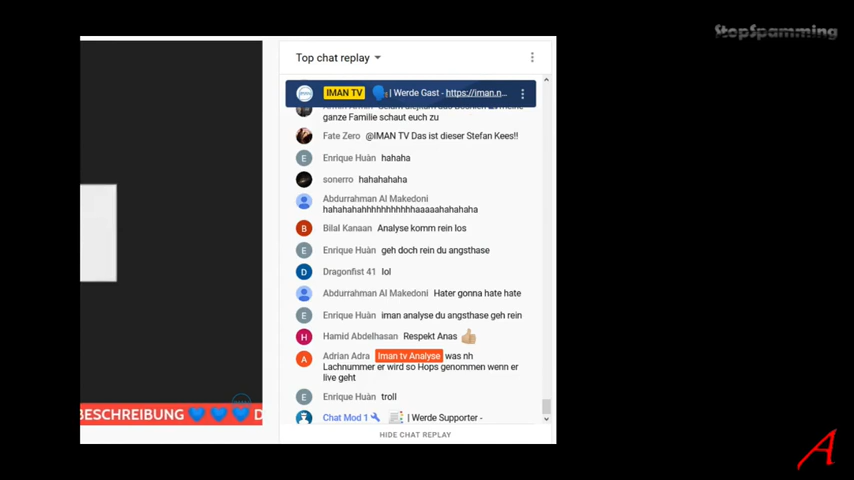 StopSpamming
Top chat replay
IMAN TV | Werde Gast - https://iman.n...
ganze Familie schaut euch zu
Fate Zero @IMAN TV Das ist dieser Stefan Kees!!
E Enrique Huàn hahaha
sonerro hahahahaha
Abdurrahman Al Makedoni
hahahahahhhhhhhhhhaaaaahahahaha
B Bilal Kanaan Analyse komm rein los
E Enrique Huàn geh doch rein du angsthase
D Dragonfist 41 lol
Abdurrahman Al Makedoni Hater gonna hate hate
E Enrique Huàn iman analyse du angsthase geh rein
H Hamid Abdelhasan Respekt Anas 👍
A Adrian Adra Iman tv Analyse was nh
Lachnummer er wird so Hops genommen wenn er
live geht
E Enrique Huàn troll
Chat Mod 1 | Werde Supporter -
BESCHREIBUNG 💙 💙 💙 D
HIDE CHAT REPLAY
A